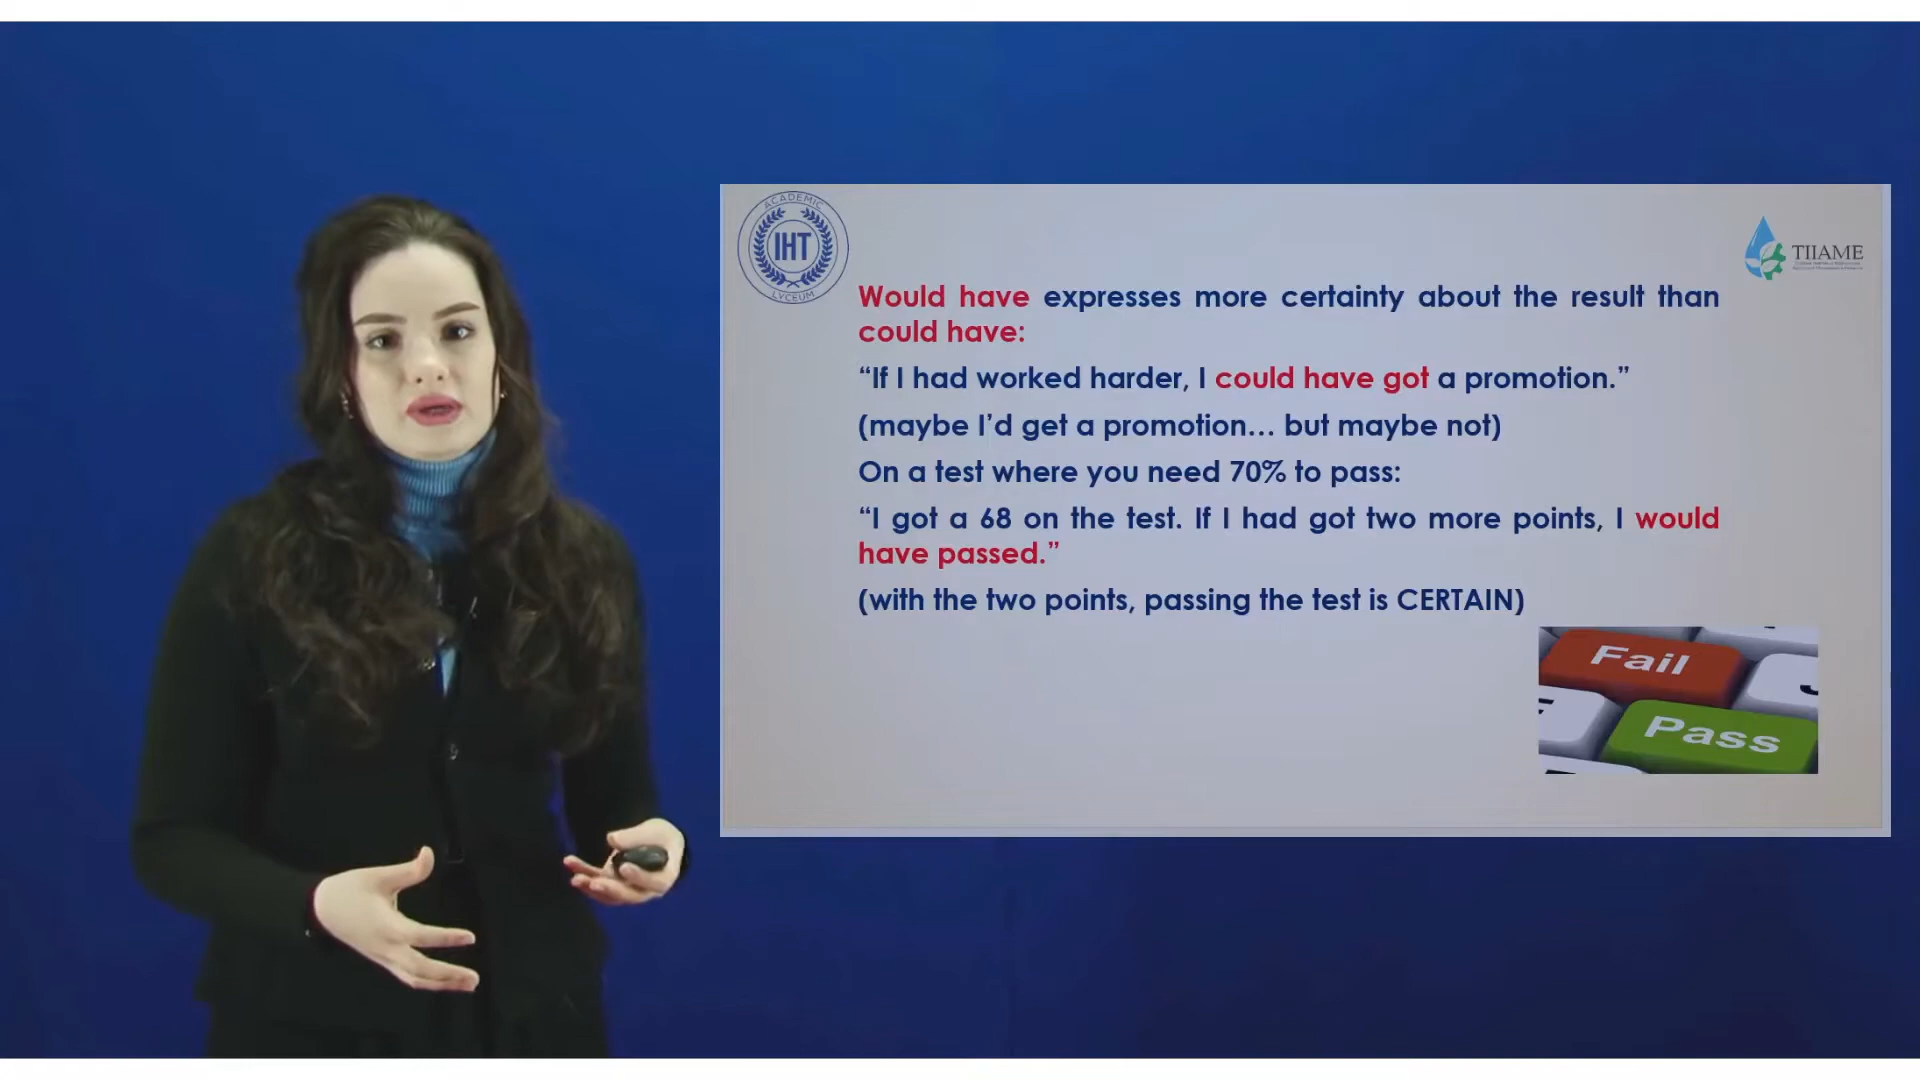 ACADEMIC
IHT
LYCEUM
TIIAME
Would have expresses more certainty about the result than
could have:
“If I had worked harder, I could have got a promotion.”
(maybe I’d get a promotion... but maybe not)
On a test where you need 70% to pass:
“I got a 68 on the test. If I had got two more points, I would
have passed.”
(with the two points, passing the test is CERTAIN)
Fail
Pass